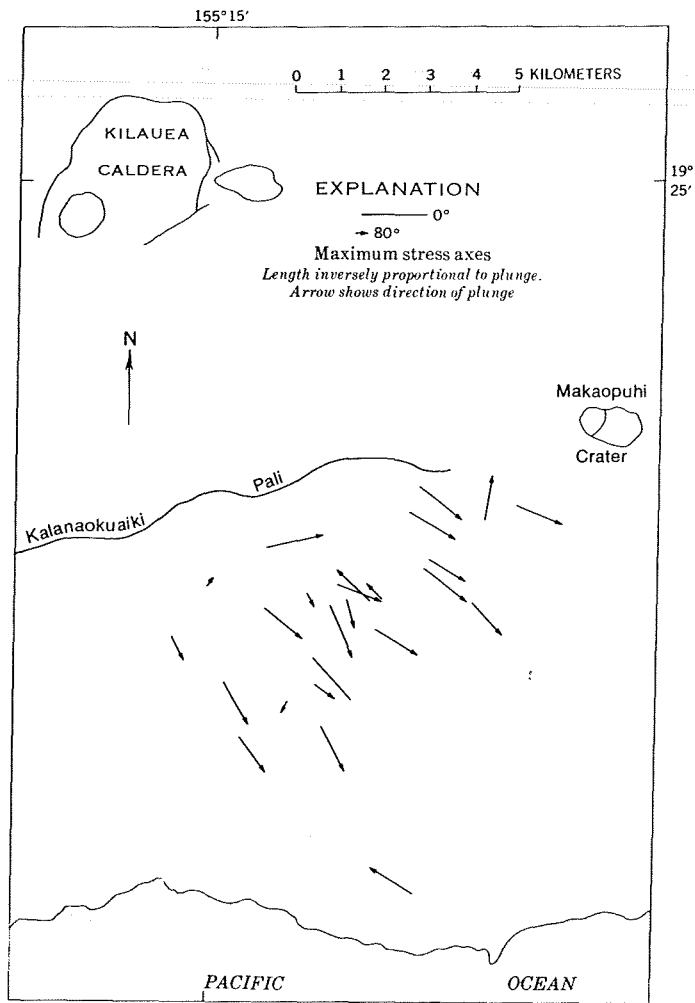 155°15′
0 1 2 3 4 5 KILOMETERS
KILAUEA
CALDERA
19°
25′
EXPLANATION
0°
80°
Maximum stress axes
Length inversely proportional to plunge.
Arrow shows direction of plunge
N
Makaopuhi
Crater
Kalanaokuaiki Pali
PACIFIC OCEAN